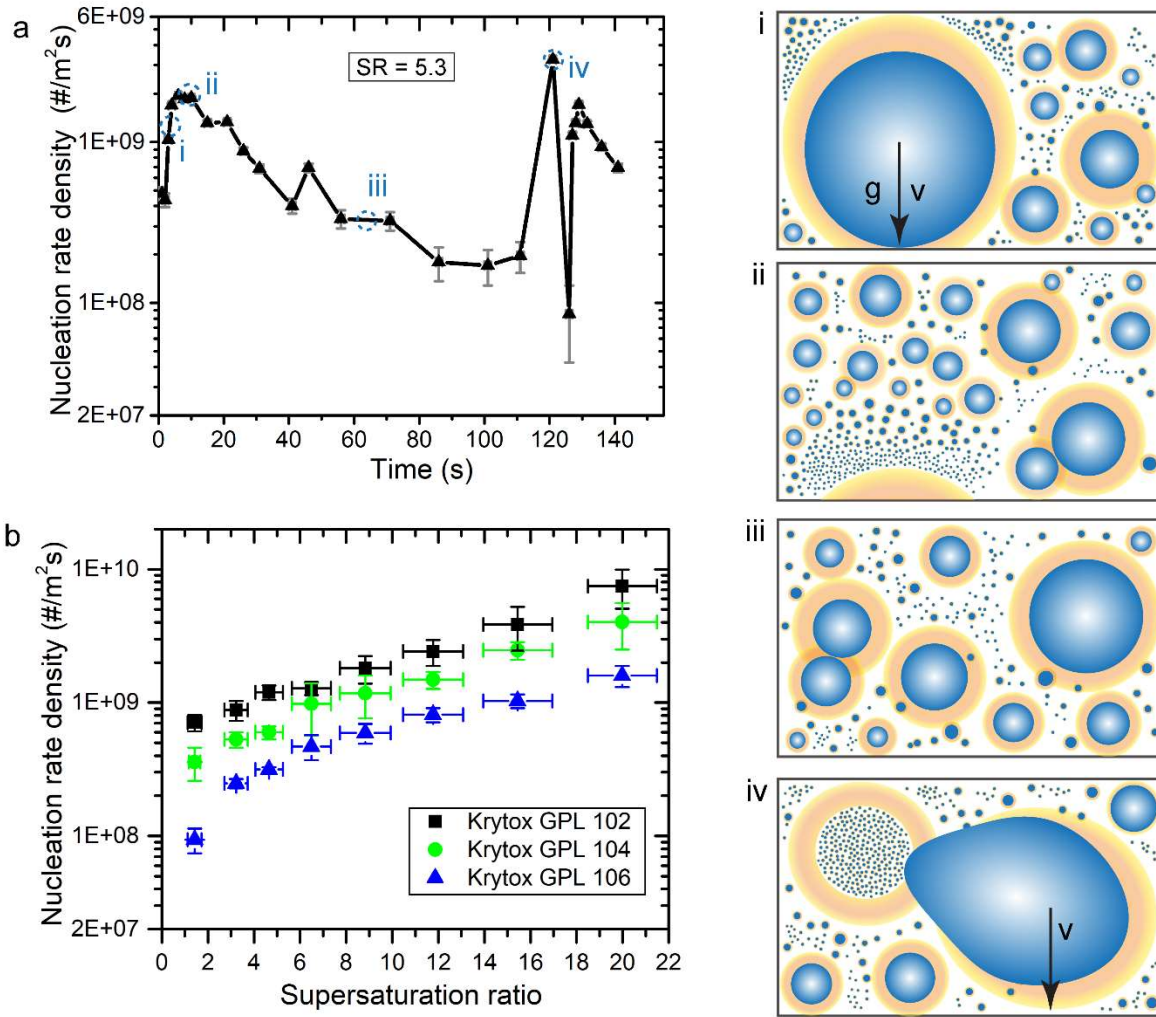 a
Nucleation rate density (#/m²s)
6E+09
1E+09
1E+08
2E+07
SR = 5.3
i
ii
iii
iv
0 20 40 60 80 100 120 140
Time (s)
b
Nucleation rate density (#/m²s)
1E+10
1E+09
1E+08
2E+07
Krytox GPL 102
Krytox GPL 104
Krytox GPL 106
0 2 4 6 8 10 12 14 16 18 20 22
Supersaturation ratio
i
g v
ii
iii
iv
v